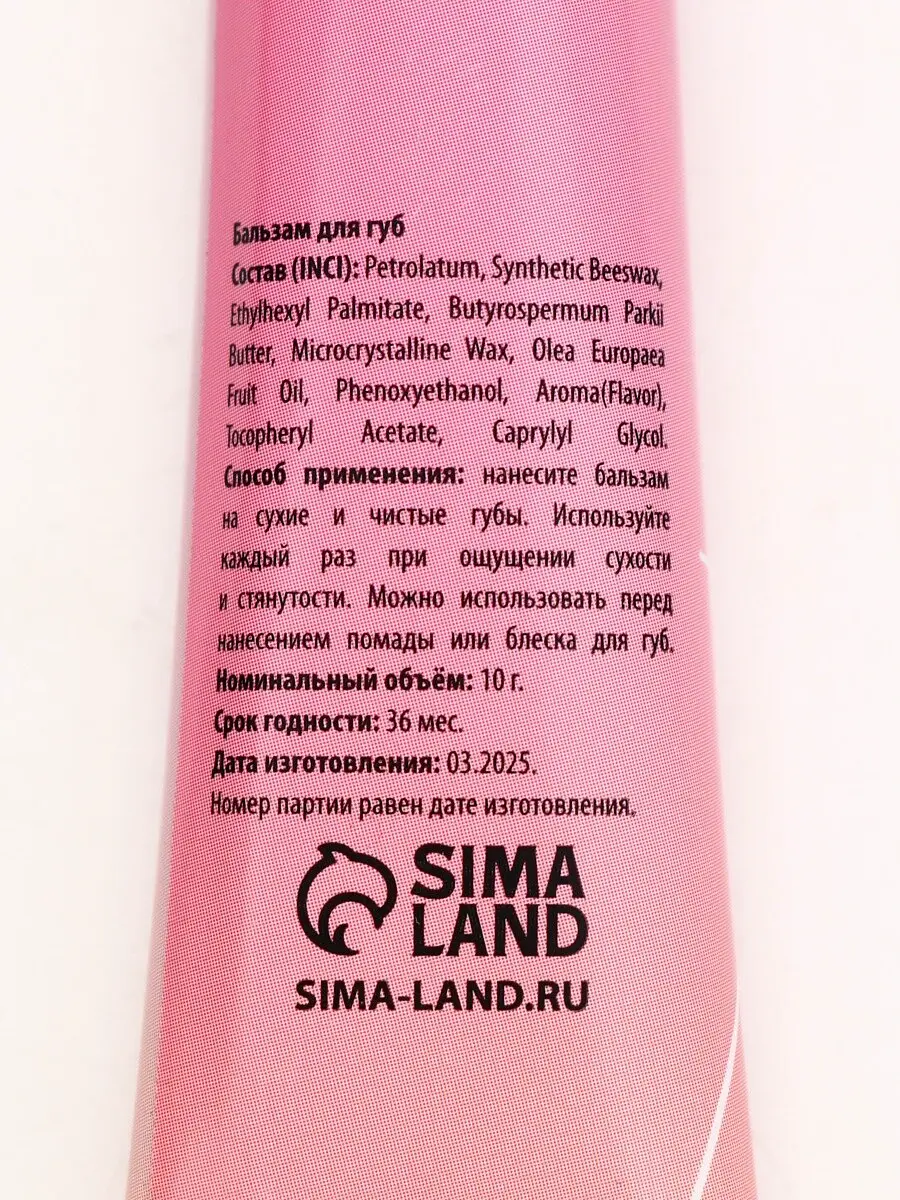 Бальзам для губ
Состав (INCI): Petrolatum, Synthetic Beeswax,
Ethylhexyl Palmitate, Butyrospermum Parkii
Butter, Microcrystalline Wax, Olea Europaea
Fruit Oil, Phenoxyethanol, Aroma(Flavor),
Tocopheryl Acetate, Caprylyl Glycol.
Способ применения: нанесите бальзам
на сухие и чистые губы. Используйте
каждый раз при ощущении сухости
и стянутости. Можно использовать перед
нанесением помады или блеска для губ.
Номинальный объём: 10 г.
Срок годности: 36 мес.
Дата изготовления: 03.2025.
Номер партии равен дате изготовления.
SIMA
LAND
SIMA-LAND.RU